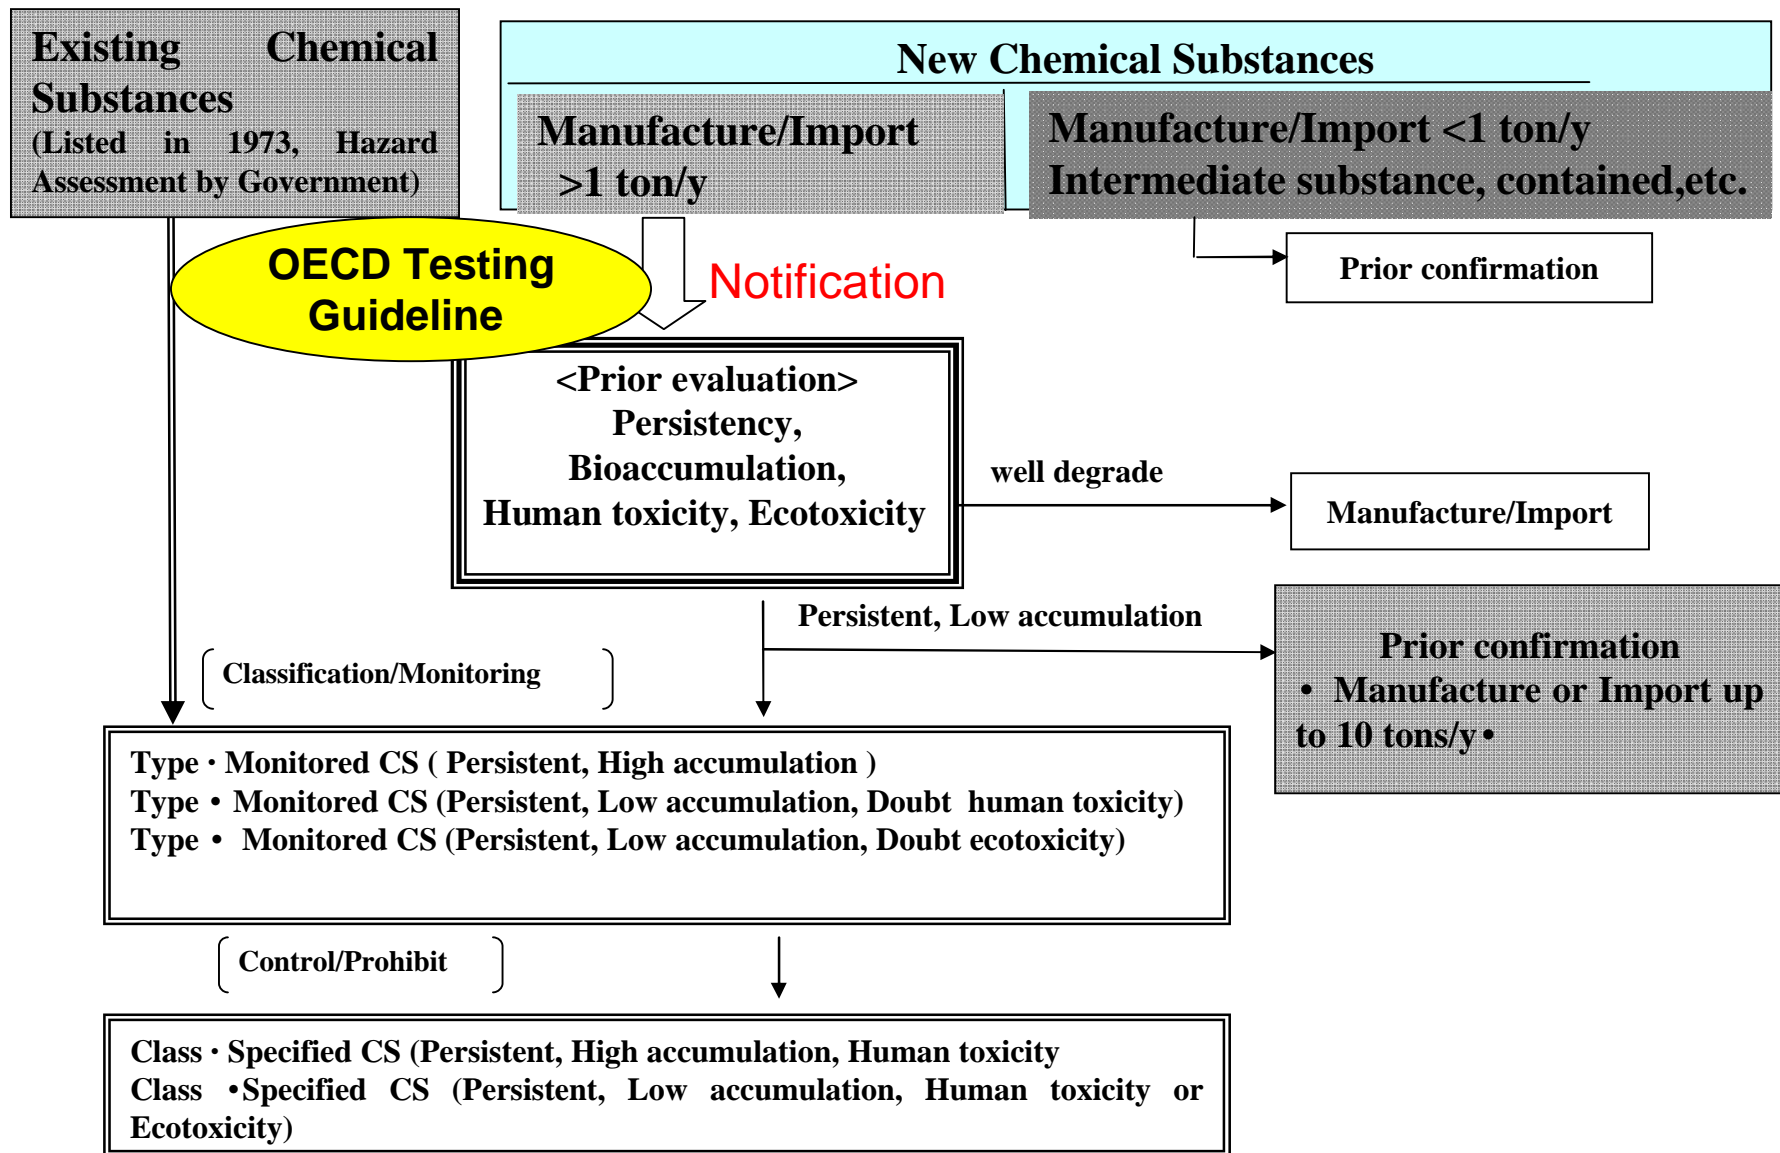 Existing Chemical
Substances
(Listed in 1973, Hazard
Assessment by Government)
New Chemical Substances
Manufacture/Import
>1 ton/y
Manufacture/Import <1 ton/y
Intermediate substance, contained,etc.
OECD Testing
Guideline
Notification
Prior confirmation
<Prior evaluation>
Persistency,
Bioaccumulation,
Human toxicity, Ecotoxicity
well degrade
Manufacture/Import
Persistent, Low accumulation
Prior confirmation
• Manufacture or Import up
to 10 tons/y•
Classification/Monitoring
Type · Monitored CS ( Persistent, High accumulation )
Type • Monitored CS (Persistent, Low accumulation, Doubt human toxicity)
Type • Monitored CS (Persistent, Low accumulation, Doubt ecotoxicity)
Control/Prohibit
Class · Specified CS (Persistent, High accumulation, Human toxicity
Class •Specified CS (Persistent, Low accumulation, Human toxicity or
Ecotoxicity)